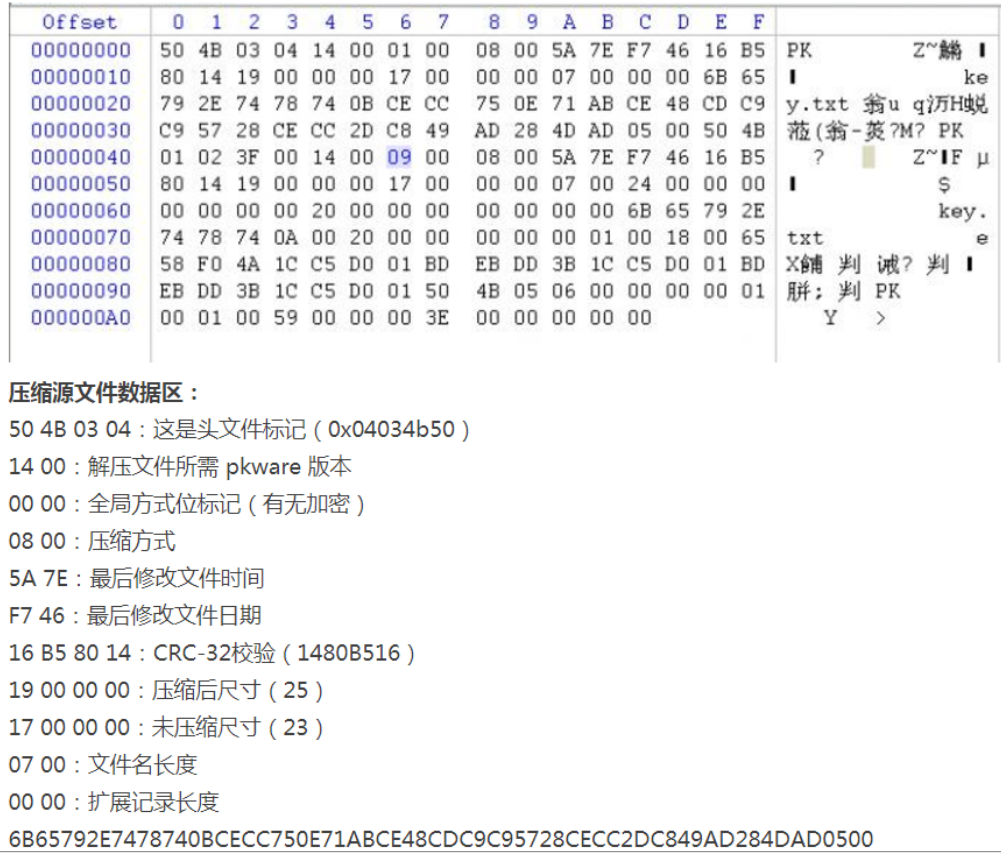 Offset 0 1 2 3 4 5 6 7 8 9 A B C D E F
00000000 50 4B 03 04 14 00 01 00 08 00 5A 7E F7 46 16 B5 PK Z~
00000010 80 14 19 00 00 00 17 00 00 00 07 00 00 00 6B 65 ke
00000020 79 2E 74 78 74 0B CE CC 75 0E 71 AB CE 48 CD C9 y.txt 翁u q沥H蜕
00000030 C9 57 28 CE CC 2D C8 49 AD 28 4D AD 05 00 50 4B (翁-菼?M? PK
00000040 01 02 3F 00 14 00 09 00 08 00 5A 7E F7 46 16 B5 ? Z~ F μ
00000050 80 14 19 00 00 00 17 00 00 00 07 00 24 00 00 00 $
00000060 00 00 00 00 20 00 00 00 00 00 00 00 6B 65 79 2E key.
00000070 74 78 74 0A 00 20 00 00 00 00 00 01 00 18 00 65 txt e
00000080 58 F0 4A 1C C5 D0 01 BD EB DD 3B 1C C5 D0 01 BD X餔 判 诫? 判
00000090 EB DD 3B 1C C5 D0 01 50 4B 05 06 00 00 00 00 01 ; 判 PK
000000A0 00 01 00 59 00 00 00 3E 00 00 00 00 00 Y >
压缩源文件数据区：
50 4B 03 04：这是头文件标记（0x04034b50）
14 00：解压文件所需 pkware 版本
00 00：全局方式位标记（有无加密）
08 00：压缩方式
5A 7E：最后修改文件时间
F7 46：最后修改文件日期
16 B5 80 14：CRC-32校验（1480B516）
19 00 00 00：压缩后尺寸（25）
17 00 00 00：未压缩尺寸（23）
07 00：文件名长度
00 00：扩展记录长度
6B65792E7478740BCECC750E71ABCE48CDC9C95728CECC2DC849AD284DAD0500